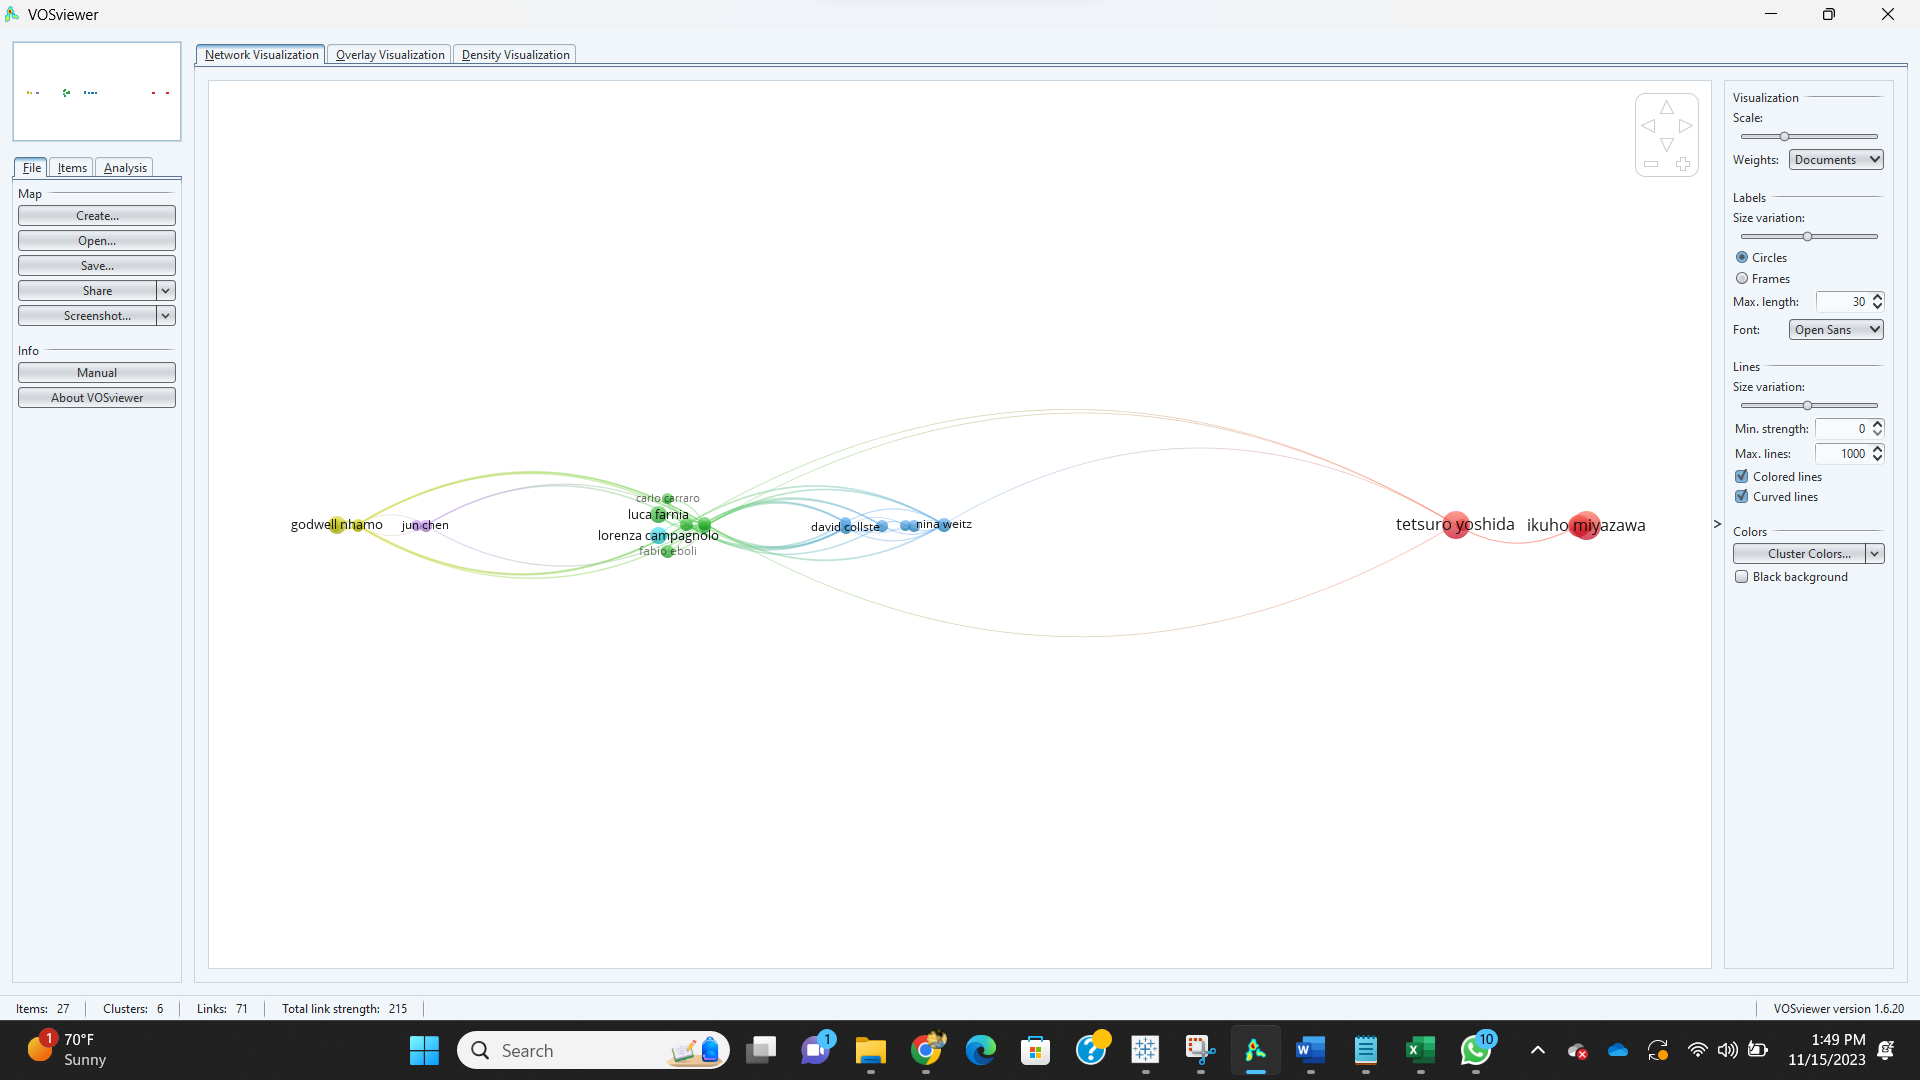 VOSviewer
Network Visualization
Overlay Visualization
Density Visualization
File
Items
Analysis
Map
Create...
Open...
Save...
Share
Screenshot...
Info
Manual
About VOSviewer
carlo carraro
luca farnia
godwell nhamo
jun chen
lorenza campagnolo
fabio eboli
david collste
nina weitz
tetsuro yoshida
ikuho miyazawa
>
Visualization
Scale:
Weights: Documents
Labels
Size variation:
Circles
Frames
Max. length: 30
Font: Open Sans
Lines
Size variation:
Min. strength: 0
Max. lines: 1000
Colored lines
Curved lines
Colors
Cluster Colors...
Black background
Items: 27
Clusters: 6
Links: 71
Total link strength: 215
VOSviewer version 1.6.20
1
70°F
Sunny
Search
1
10
1:49 PM
11/15/2023